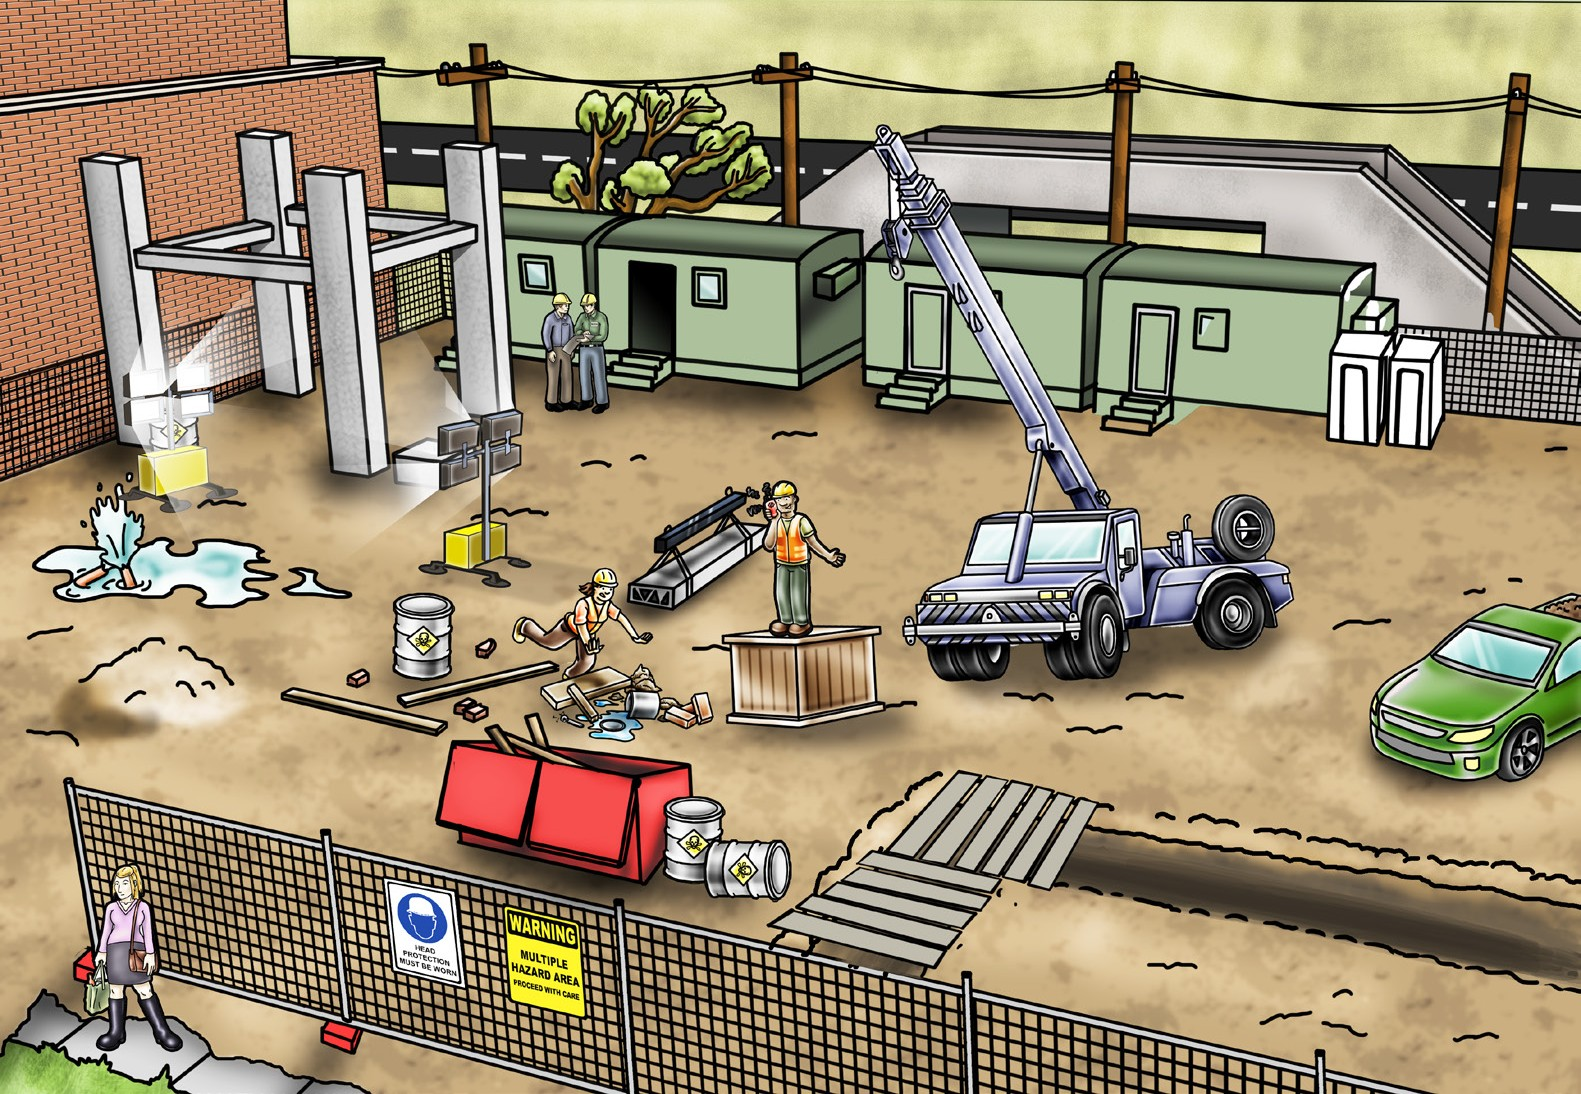 HEAD
PROTECTION
MUST BE WORN
WARNING
MULTIPLE
HAZARD AREA
PROCEED WITH CARE